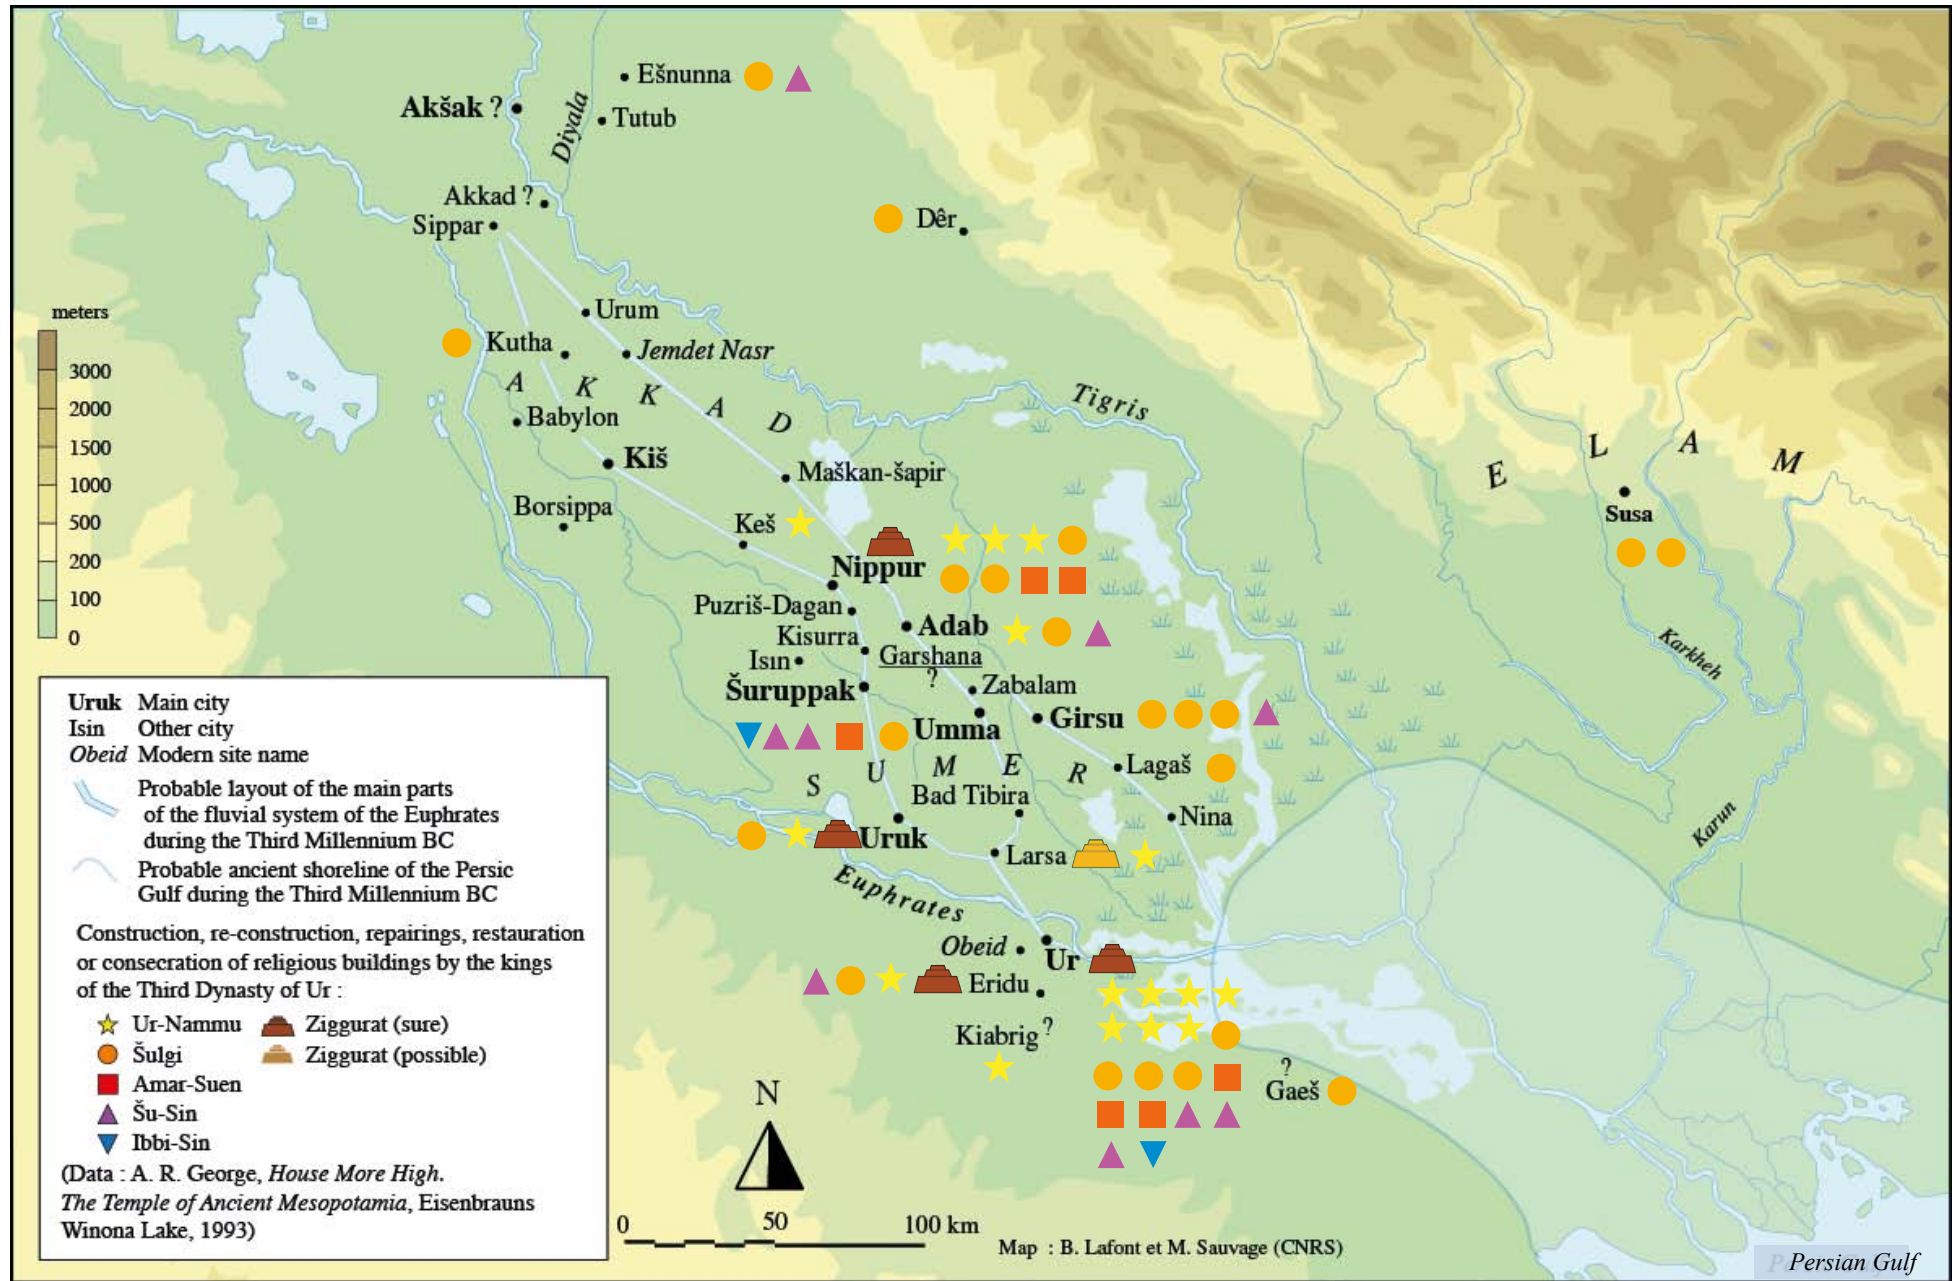 Ešnunna
Akšak ?
Tutub
Diyala
Akkad ?
Sippar
Dêr
meters
3000
2000
1500
1000
500
200
100
0
Urum
Kutha
Jemdet Nasr
A K K A D
Babylon
Kiš
Borsippa
Maškan-šapir
Tigris
E L A M
Susa
Keš
Nippur
Puzriš-Dagan
Adab
Kisurra
Garshana
?
Isın
Šuruppak
Zabalam
Umma
Girsu
S U M E R
Lagaš
Bad Tibira
Nina
Uruk
Larsa
Euphrates
Karkheh
Karun
Obeid
Ur
Eridu
Kiabrig ?
?
Gaeš
Uruk Main city
Isin Other city
Obeid Modern site name
Probable layout of the main parts
of the fluvial system of the Euphrates
during the Third Millennium BC
Probable ancient shoreline of the Persic
Gulf during the Third Millennium BC
Construction, re-construction, repairings, restauration
or consecration of religious buildings by the kings
of the Third Dynasty of Ur :
Ur-Nammu Ziggurat (sure)
Šulgi Ziggurat (possible)
Amar-Suen
Šu-Sin
Ibbi-Sin
(Data : A. R. George, House More High.
The Temple of Ancient Mesopotamia, Eisenbrauns
Winona Lake, 1993)
N
0 50 100 km
Map : B. Lafont et M. Sauvage (CNRS)
Persian Gulf